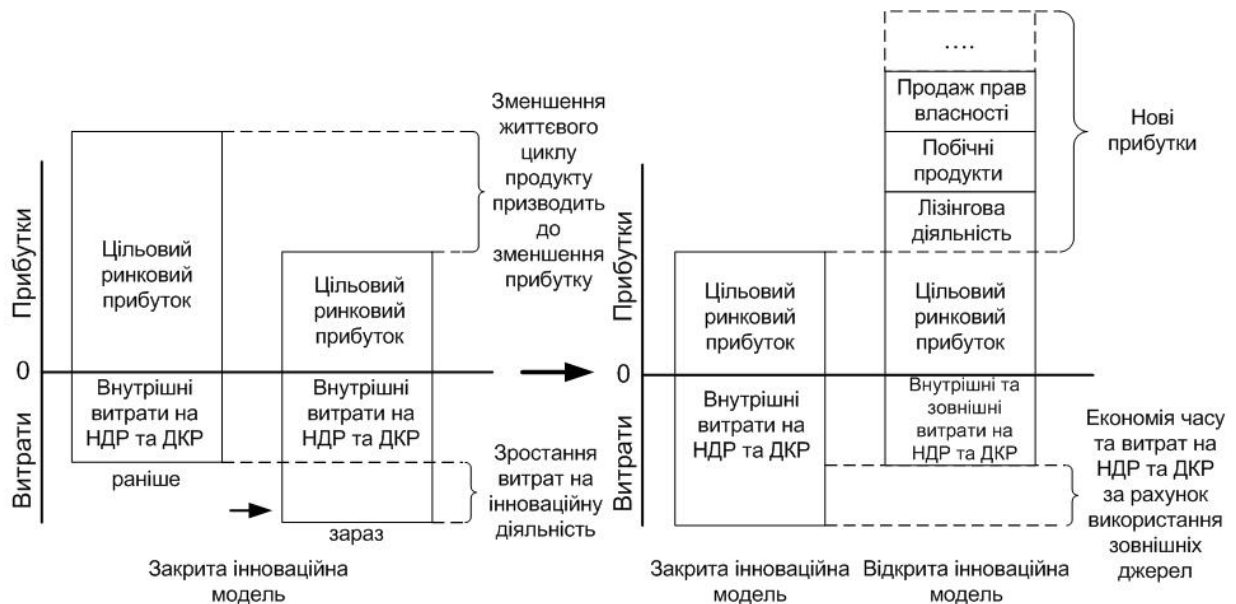 Прибутки
0
Витрати
Цільовий
ринковий
прибуток
Внутрішні
витрати на
НДР та ДКР
раніше
Цільовий
ринковий
прибуток
Внутрішні
витрати на
НДР та ДКР
зараз
Зменшення
життєвого
циклу
продукту
призводить
до
зменшення
прибутку
Зростання
витрат на
інноваційну
діяльність
Закрита інноваційна
модель
Прибутки
0
Витрати
Цільовий
ринковий
прибуток
Внутрішні
витрати на
НДР та ДКР
....
Продаж прав
власності
Побічні
продукти
Лізінгова
діяльність
Цільовий
ринковий
прибуток
Внутрішні та
зовнішні
витрати на
НДР та ДКР
Нові
прибутки
Економія часу
та витрат на
НДР та ДКР
за рахунок
використання
зовнішніх
джерел
Закрита інноваційна
модель
Відкрита інноваційна
модель